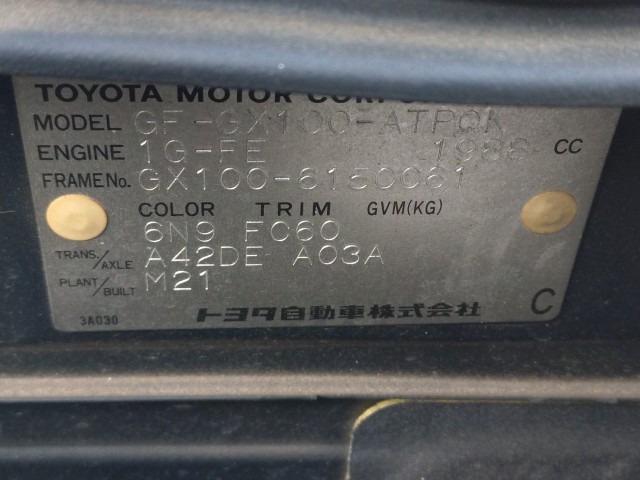 TOYOTA MOTOR CORPO
MODEL GF-GX100-ATPQK
ENGINE 1G-FE 1988 CC
FRAME No. GX100-6150061
COLOR TRIM GVM(KG)
6N9 FC60
TRANS./AXLE A42DE A03A
PLANT/BUILT M21
3A030 トヨタ自動車株式会社 C